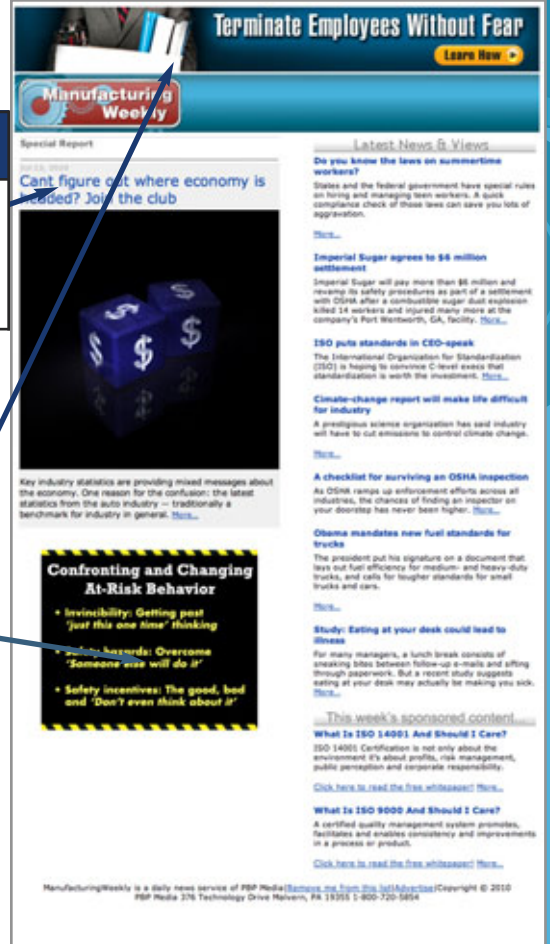 Terminate Employees Without Fear
Learn How
Manufacturing
Weekly
Special Report
Cant figure out where economy is
headed? Join the club
$ $
$ $ $
Key industry statistics are providing mixed messages about
the economy. One reason for the confusion: the latest
statistics from the auto industry — traditionally a
benchmark for industry in general. More...
Confronting and Changing
At-Risk Behavior
• Invincibility: Getting past
'just this one time' thinking
• Safety hazards: Overcome
'Someone else will do it'
• Safety incentives: The good, bad
and 'Don't even think about it'
Latest News & Views
Do you know the laws on summertime
workers?
States and the federal government have special rules
on hiring and managing teen workers. A quick
compliance check of those laws can save you lots of
aggravation.
More...
Imperial Sugar agrees to $6 million
settlement
Imperial Sugar will pay more than $6 million and
revamp its safety procedures as part of a settlement
with OSHA after a combustible sugar dust explosion
killed 14 workers and injured many more at the
company's Port Wentworth, GA, facility. More...
ISO puts standards in CEO-speak
The International Organization for Standardization
(ISO) is hoping to convince C-level execs that
standardization is worth the investment. More...
Climate-change report will make life difficult
for industry
A prestigious science organization has said industry
will have to cut emissions to control climate change.
More...
A checklist for surviving an OSHA inspection
As OSHA ramps up enforcement efforts across all
industries, the chances of finding an inspector on
your doorstep has never been higher. More...
Obama mandates new fuel standards for
trucks
The president put his signature on a document that
lays out fuel efficiency for medium- and heavy-duty
trucks, and calls for tougher standards for small
trucks and cars.
More...
Study: Eating at your desk could lead to
illness
For many managers, a lunch break consists of
sneaking bites between follow-up e-mails and sifting
through paperwork. But a recent study suggests
eating at your desk may actually be making you sick.
More...
This week's sponsored content...
What Is ISO 14001 And Should I Care?
ISO 14001 Certification is not only about the
environment it's about profits, risk management,
public perception and corporate responsibility.
Click here to read the free whitepaper! More...
What Is ISO 9000 And Should I Care?
A certified quality management system promotes,
facilitates and enables consistency and improvements
in a process or product.
Click here to read the free whitepaper! More...
ManufacturingWeekly is a daily news service of PBP Media|Remove me from this list|Advertise|Copyright © 2010
PBP Media 376 Technology Drive Malvern, PA 19355 1-800-720-5854